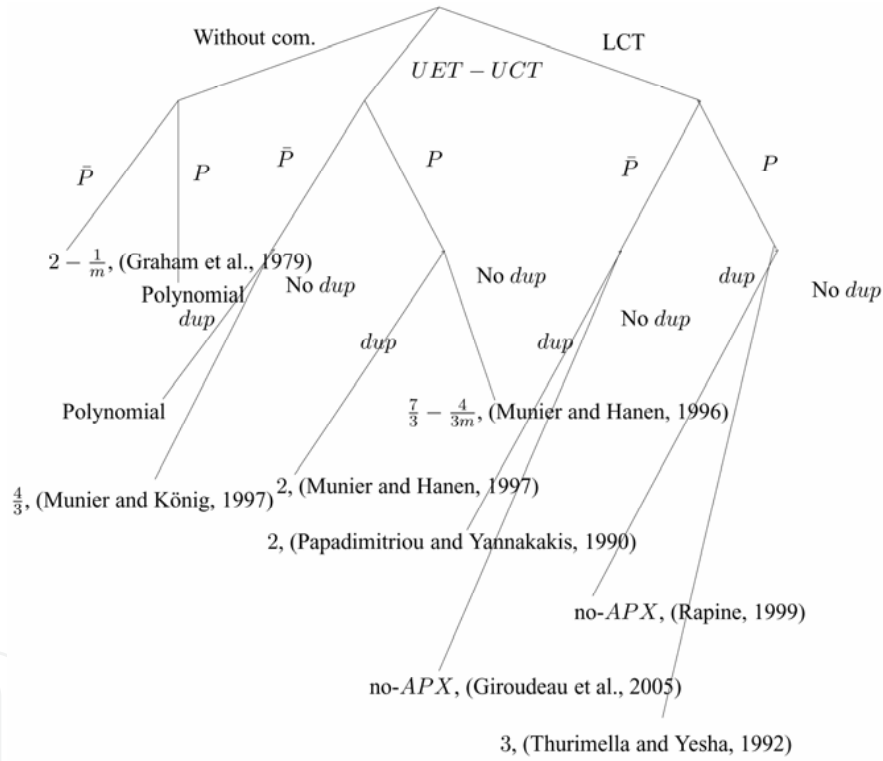 Without com.
LCT
UET − UCT
P̄
P
P̄
P
P̄
P
2 − 1/m, (Graham et al., 1979)
Polynomial
dup
No dup
No dup
dup
No dup
dup
No dup
dup
Polynomial
7/3 − 4/3m, (Munier and Hanen, 1996)
4/3, (Munier and König, 1997)
2, (Munier and Hanen, 1997)
2, (Papadimitriou and Yannakakis, 1990)
no-APX, (Rapine, 1999)
no-APX, (Giroudeau et al., 2005)
3, (Thurimella and Yesha, 1992)